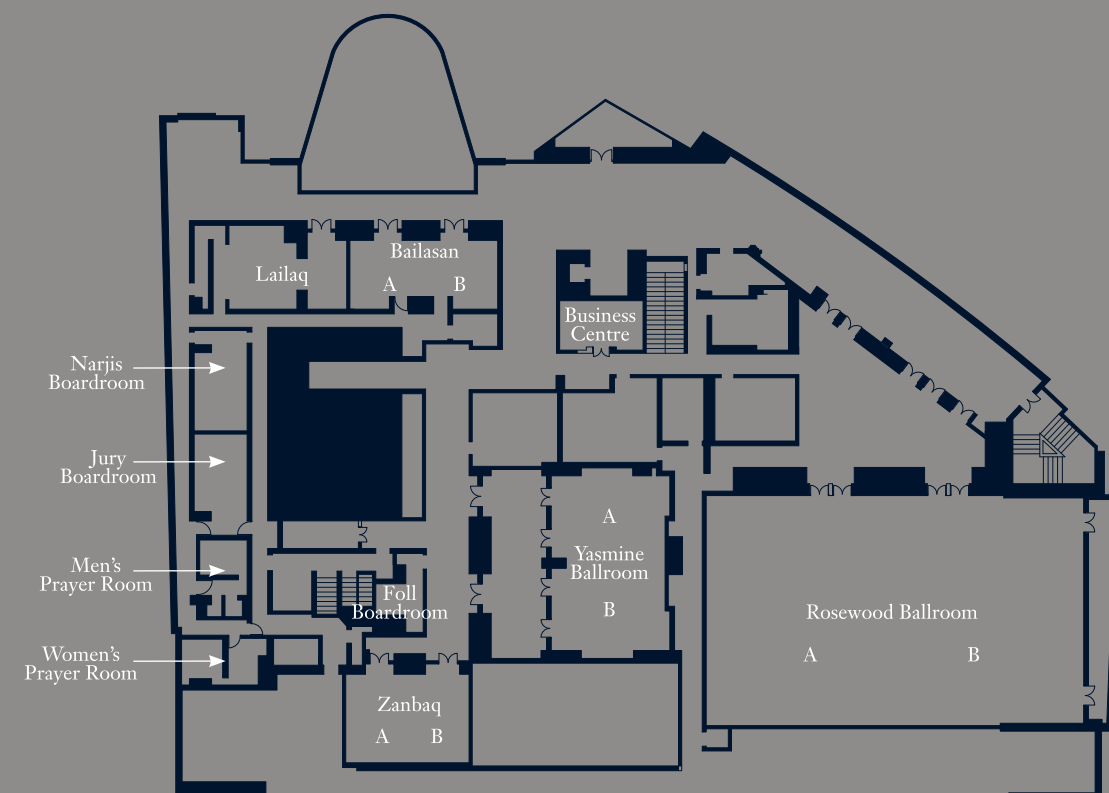 Bailasan
A B
Lailaq
Business
Centre
Narjis
Boardroom
Jury
Boardroom
A
Yasmine
Ballroom
B
Men's
Prayer Room
Foll
Boardroom
Rosewood Ballroom
A B
Women's
Prayer Room
Zanbaq
A B